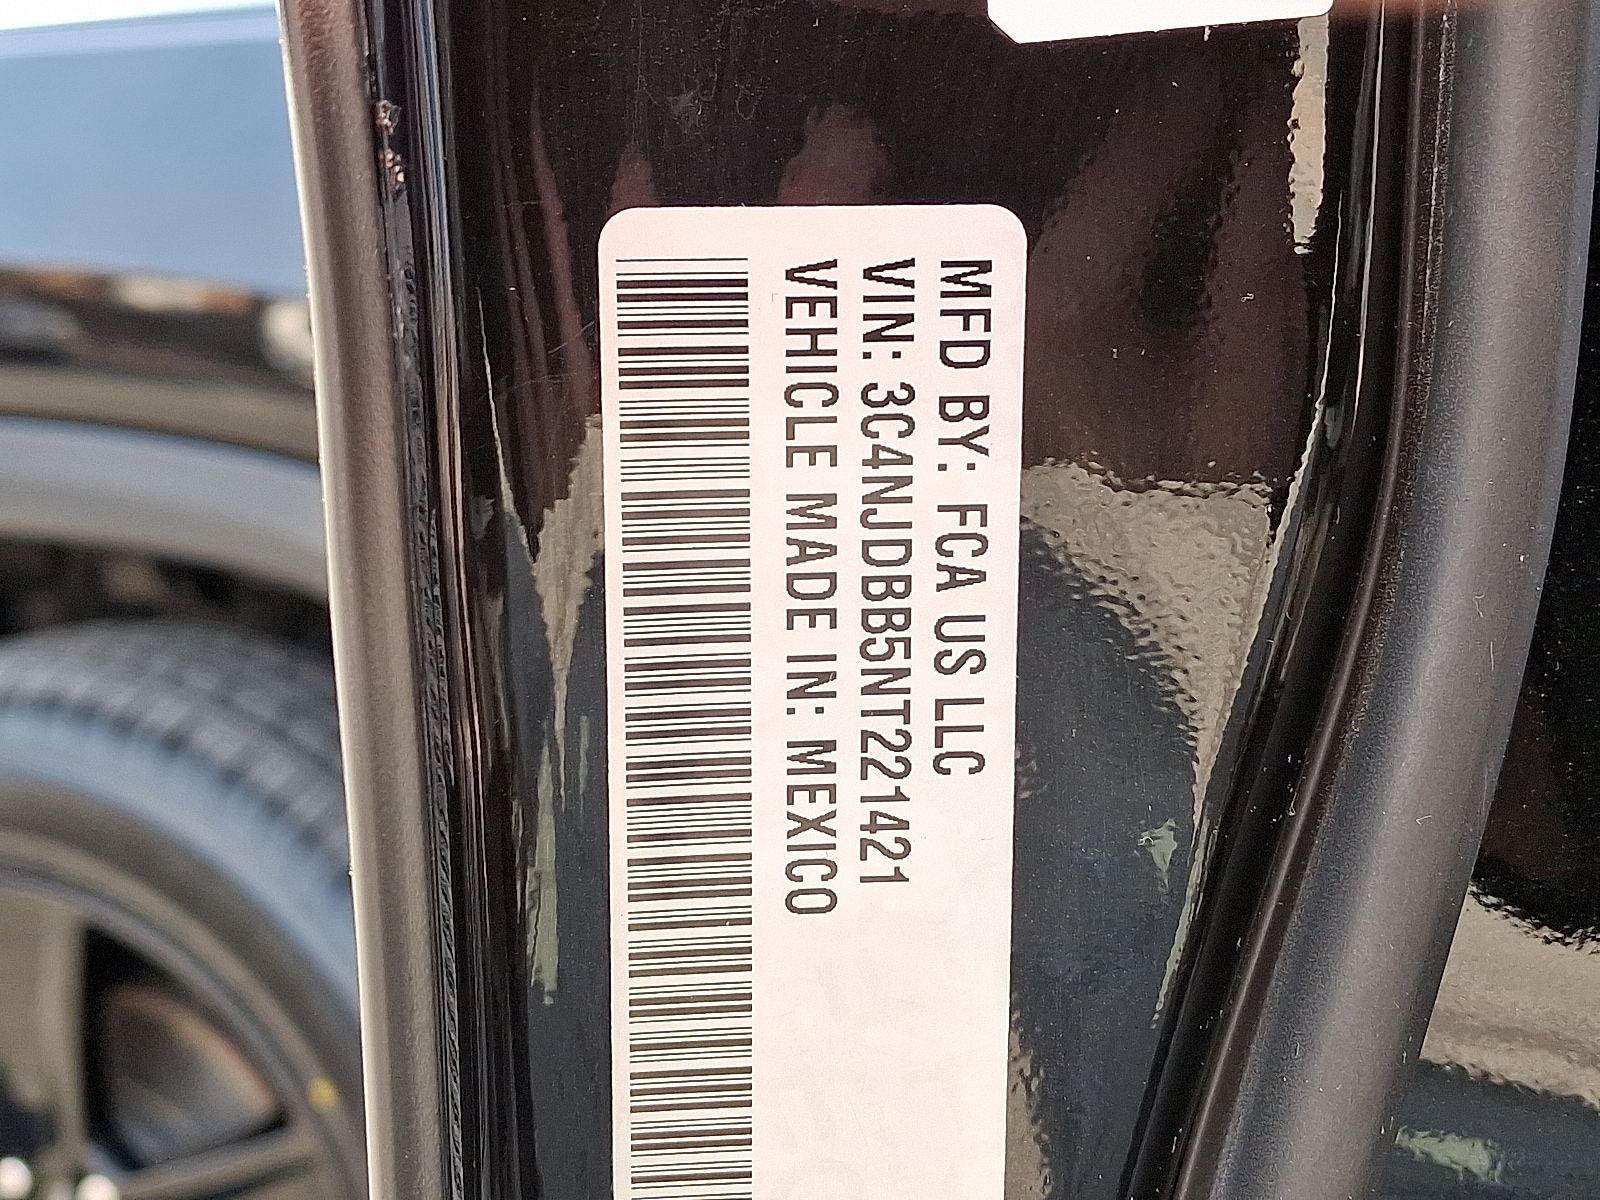 MFD BY: FCA US LLC
VIN: 3C4NJDBB5NT221421
VEHICLE MADE IN: MEXICO